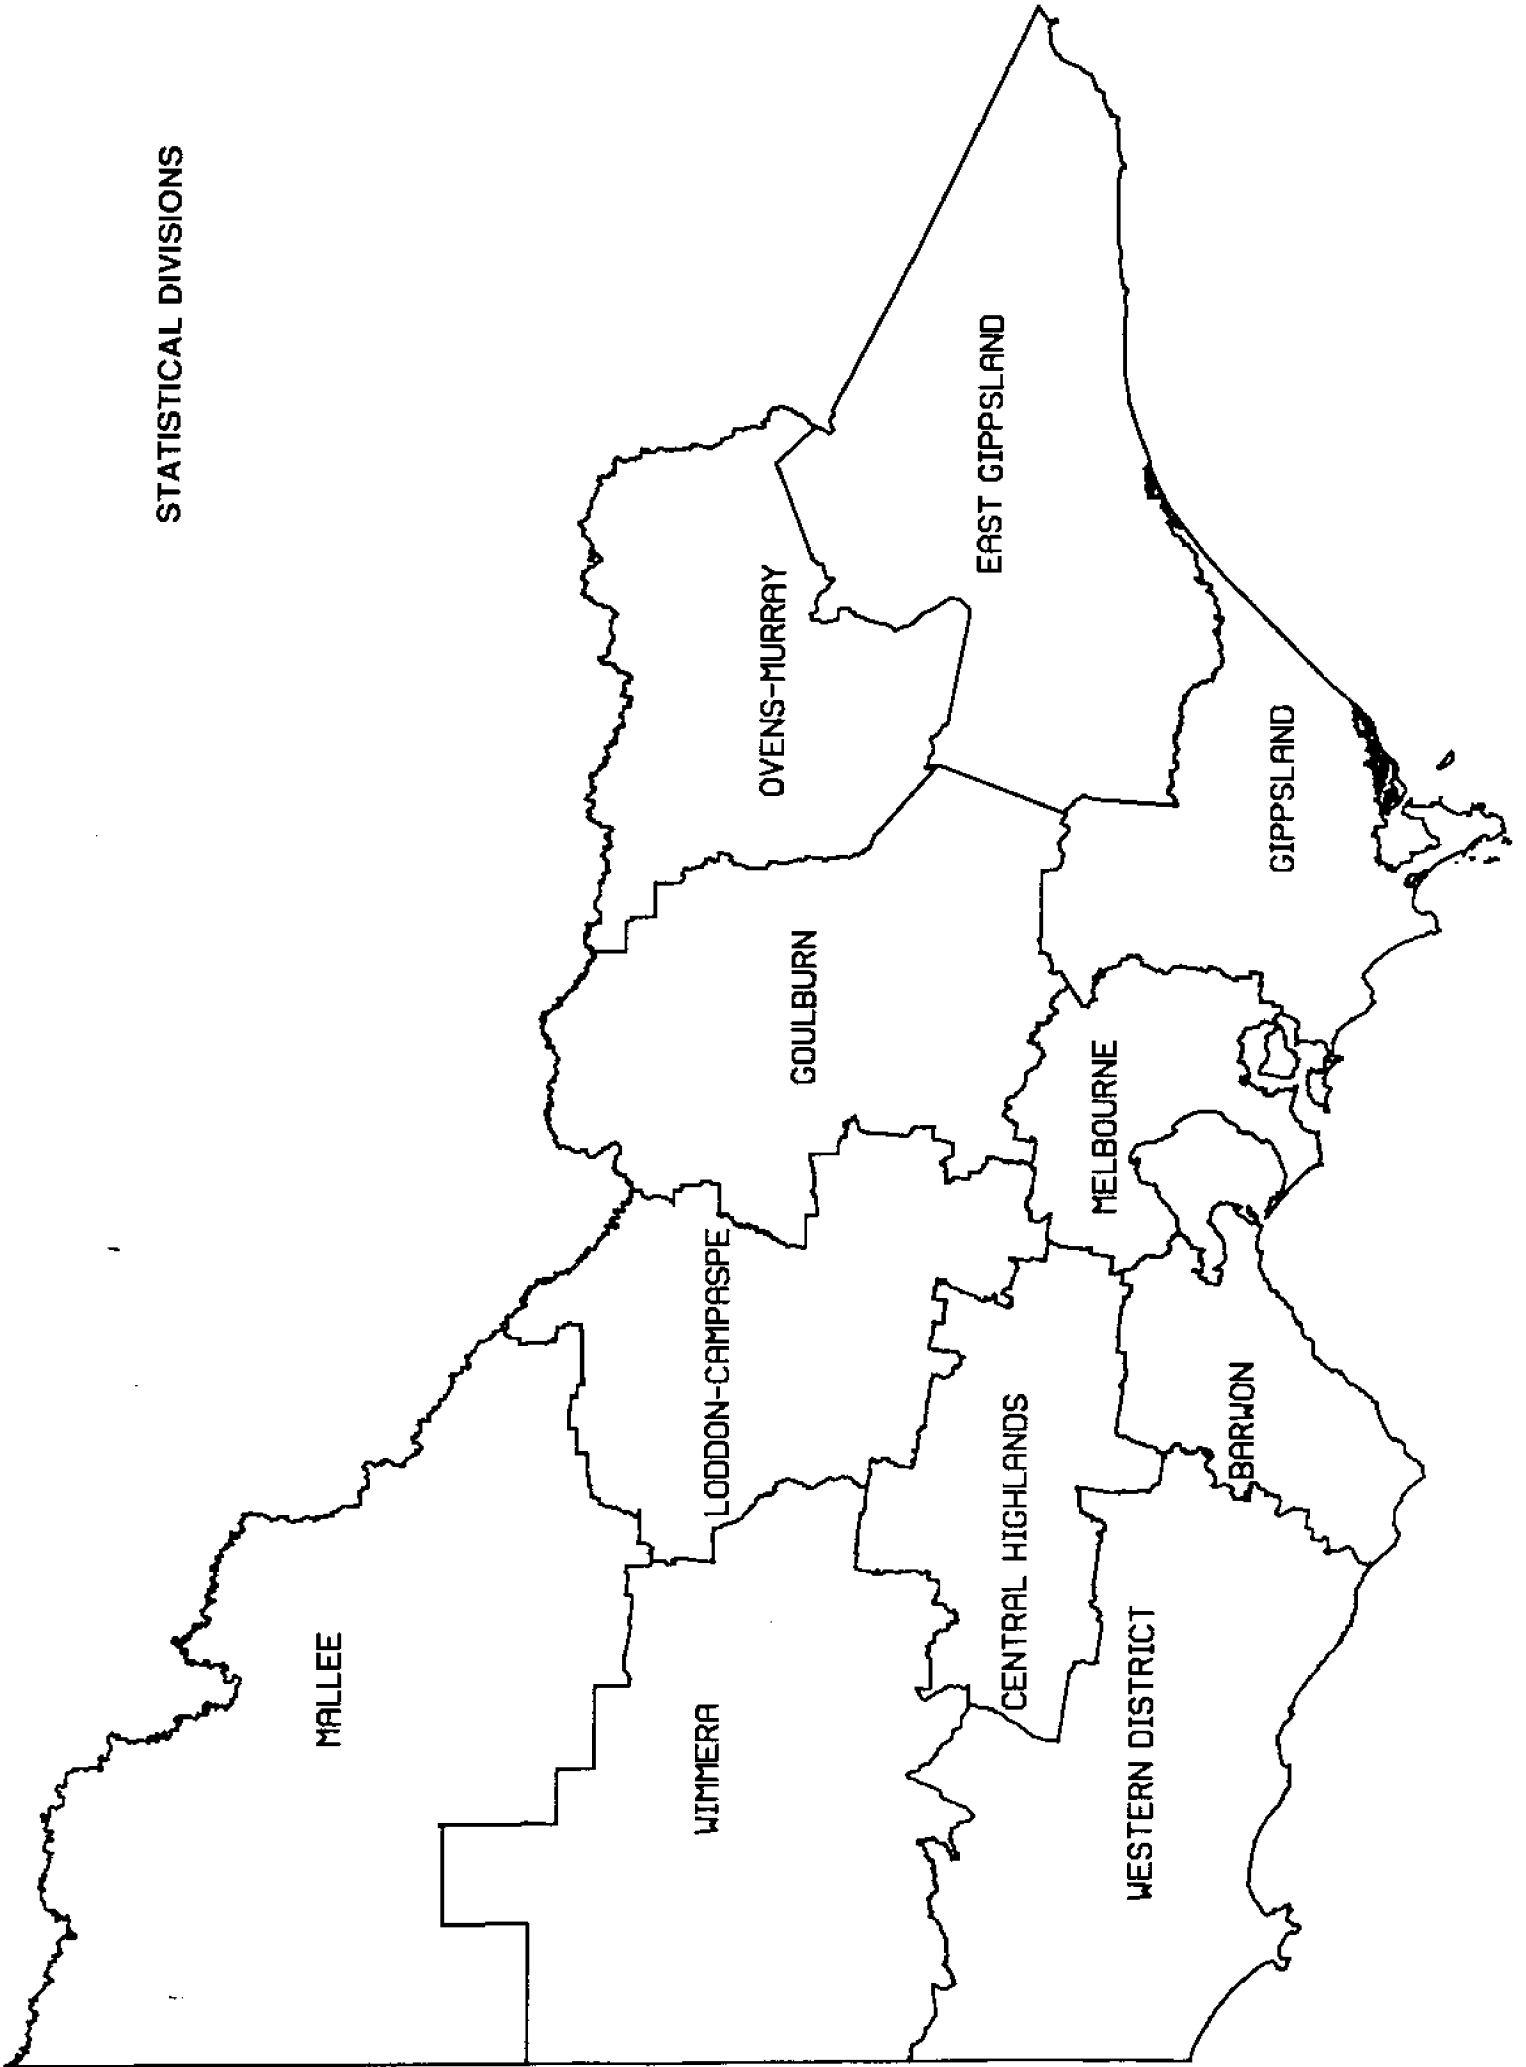 STATISTICAL DIVISIONS
MALLEE
WIMMERA
LODDON-CAMPASPE
GOULBURN
OVENS-MURRAY
EAST GIPPSLAND
CENTRAL HIGHLANDS
WESTERN DISTRICT
MELBOURNE
BARWON
GIPPSLAND